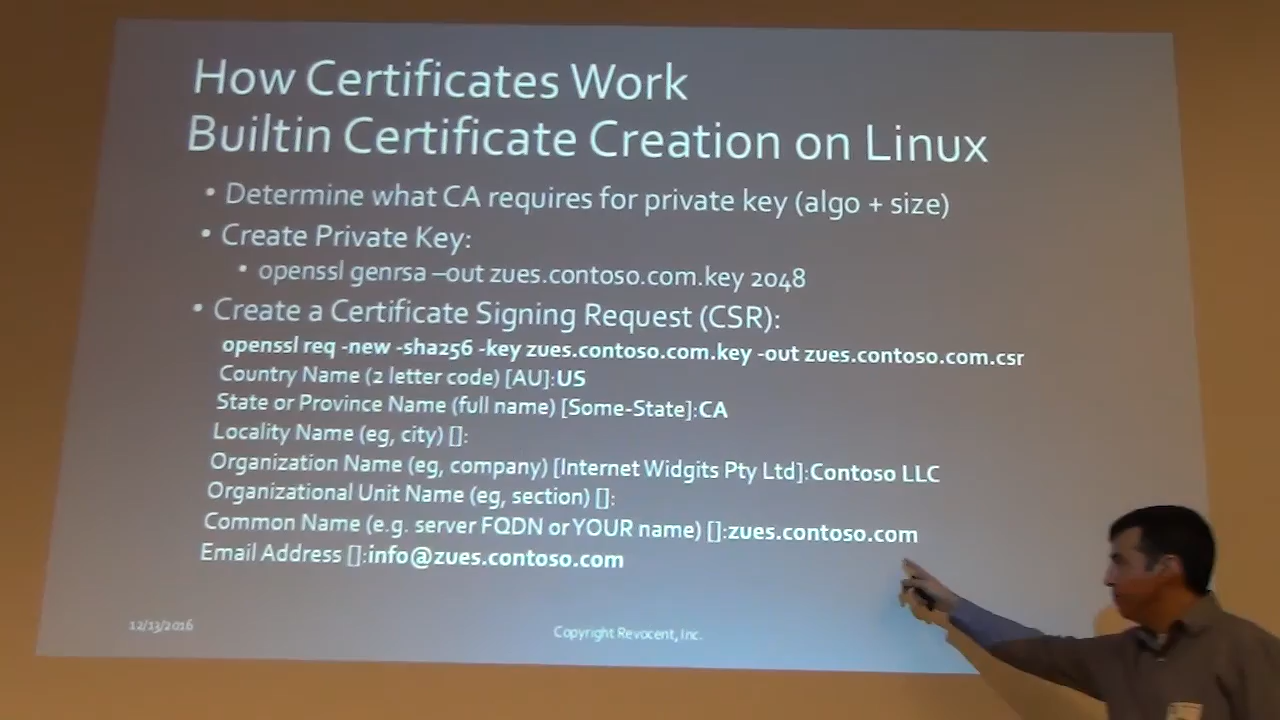 How Certificates Work
Builtin Certificate Creation on Linux
• Determine what CA requires for private key (algo + size)
• Create Private Key:
• openssl genrsa –out zues.contoso.com.key 2048
• Create a Certificate Signing Request (CSR):
openssl req -new -sha256 -key zues.contoso.com.key -out zues.contoso.com.csr
Country Name (2 letter code) [AU]:US
State or Province Name (full name) [Some-State]:CA
Locality Name (eg, city) []:
Organization Name (eg, company) [Internet Widgits Pty Ltd]:Contoso LLC
Organizational Unit Name (eg, section) []:
Common Name (e.g. server FQDN or YOUR name) []:zues.contoso.com
Email Address []:info@zues.contoso.com
12/13/2016
Copyright Revocent, Inc.